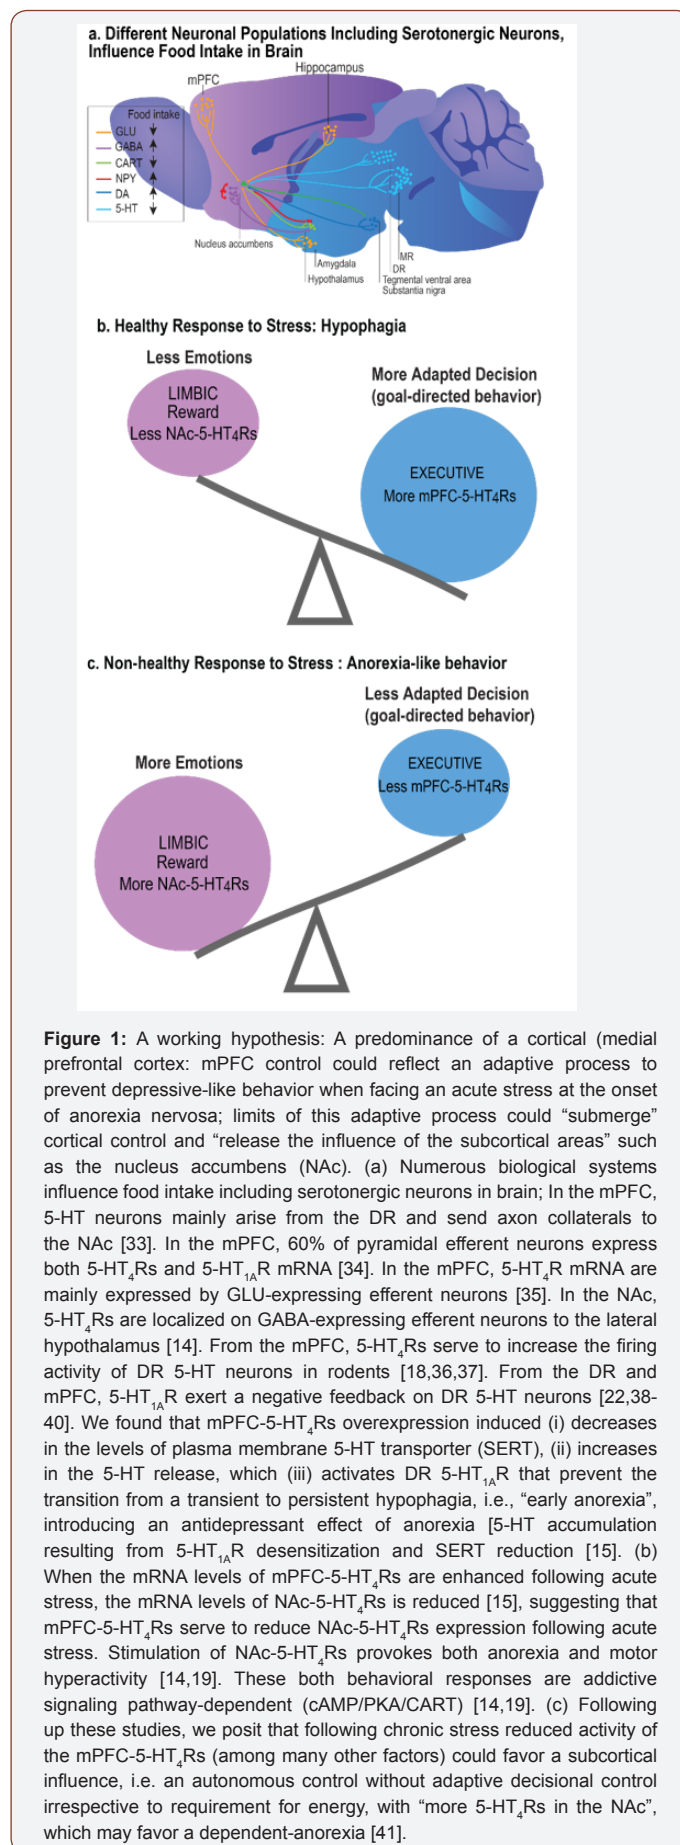 a. Different Neuronal Populations Including Serotonergic Neurons,
Influence Food Intake in Brain
Hippocampus
mPFC
Food intake
GLU
GABA
CART
NPY
DA
5-HT
Nucleus accumbens
MR
Amygdala
DR
Hypothalamus
Tegmental ventral area
Substantia nigra
b. Healthy Response to Stress: Hypophagia
Less Emotions
More Adapted Decision
(goal-directed behavior)
LIMBIC
Reward
Less NAc-5-HT4Rs
EXECUTIVE
More mPFC-5-HT4Rs
c. Non-healthy Response to Stress : Anorexia-like behavior
Less Adapted Decision
(goal-directed behavior)
More Emotions
EXECUTIVE
Less mPFC-5-HT4Rs
LIMBIC
Reward
More NAc-5-HT4Rs
Figure 1: A working hypothesis: A predominance of a cortical (medial
prefrontal cortex: mPFC control could reflect an adaptive process to
prevent depressive-like behavior when facing an acute stress at the onset
of anorexia nervosa; limits of this adaptive process could “submerge”
cortical control and “release the influence of the subcortical areas” such
as the nucleus accumbens (NAc). (a) Numerous biological systems
influence food intake including serotonergic neurons in brain; In the mPFC,
5-HT neurons mainly arise from the DR and send axon collaterals to
the NAc [33]. In the mPFC, 60% of pyramidal efferent neurons express
both 5-HT4Rs and 5-HT1AR mRNA [34]. In the mPFC, 5-HT4R mRNA are
mainly expressed by GLU-expressing efferent neurons [35]. In the NAc,
5-HT4Rs are localized on GABA-expressing efferent neurons to the lateral
hypothalamus [14]. From the mPFC, 5-HT4Rs serve to increase the firing
activity of DR 5-HT neurons in rodents [18,36,37]. From the DR and
mPFC, 5-HT1AR exert a negative feedback on DR 5-HT neurons [22,38-
40]. We found that mPFC-5-HT4Rs overexpression induced (i) decreases
in the levels of plasma membrane 5-HT transporter (SERT), (ii) increases
in the 5-HT release, which (iii) activates DR 5-HT1AR that prevent the
transition from a transient to persistent hypophagia, i.e., “early anorexia”,
introducing an antidepressant effect of anorexia [5-HT accumulation
resulting from 5-HT1AR desensitization and SERT reduction [15]. (b)
When the mRNA levels of mPFC-5-HT4Rs are enhanced following acute
stress, the mRNA levels of NAc-5-HT4Rs is reduced [15], suggesting that
mPFC-5-HT4Rs serve to reduce NAc-5-HT4Rs expression following acute
stress. Stimulation of NAc-5-HT4Rs provokes both anorexia and motor
hyperactivity [14,19]. These both behavioral responses are addictive
signaling pathway-dependent (cAMP/PKA/CART) [14,19]. (c) Following
up these studies, we posit that following chronic stress reduced activity of
the mPFC-5-HT4Rs (among many other factors) could favor a subcortical
influence, i.e. an autonomous control without adaptive decisional control
irrespective to requirement for energy, with “more 5-HT4Rs in the NAc”,
which may favor a dependent-anorexia [41].